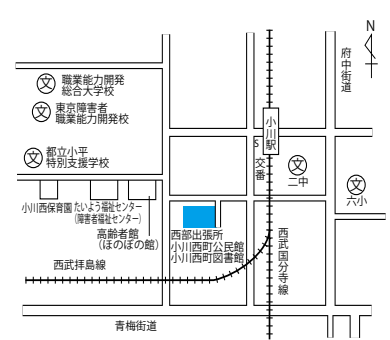 N
府中街道
文
職業能力開発
総合大学校
文
東京障害者
職業能力開発校
小川駅
S
交番
文
二中
文
都立小平
特別支援学校
文
六小
小川西保育園
たいよう福祉センター
(障害者福祉センター)
高齢者館
(ほのぼの館)
西部出張所
小川西町公民館
小川西町図書館
西武国分寺線
西武拝島線
青梅街道